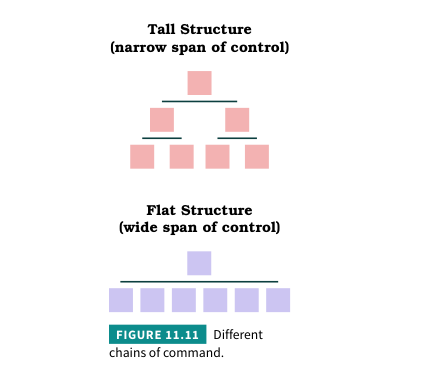 Tall Structure
(narrow span of control)
Flat Structure
(wide span of control)
FIGURE 11.11 Different
chains of command.